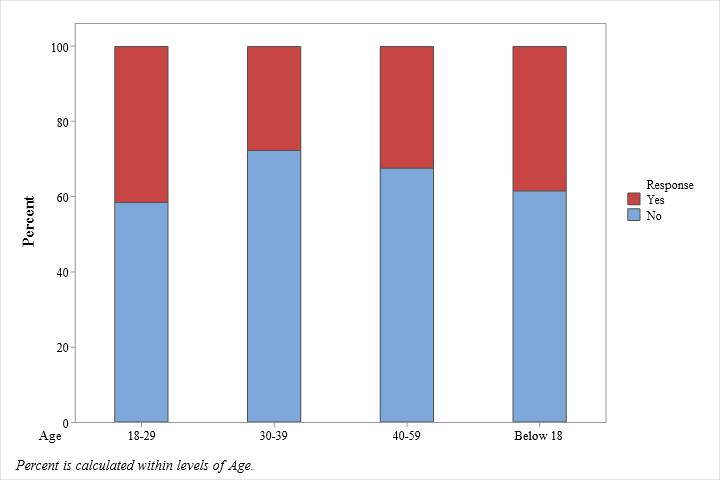 100
80
60
40
20
0
Percent
Age
18-29
30-39
40-59
Below 18
Response
Yes
No
Percent is calculated within levels of Age.